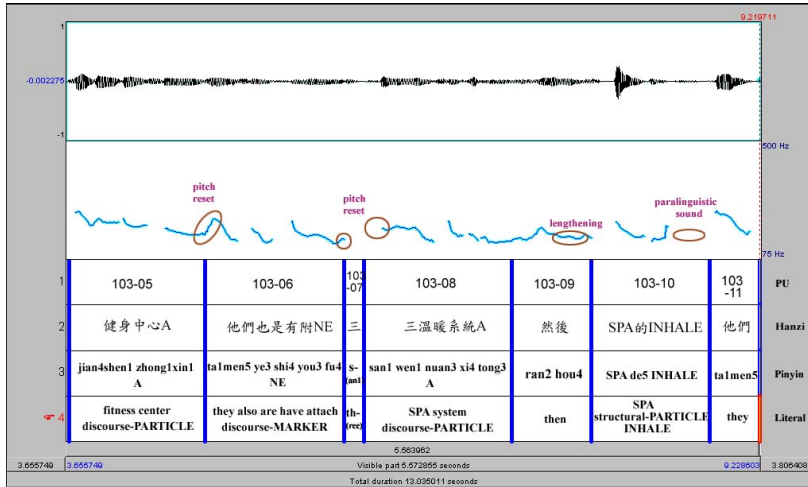 9.219711
1
-0.002275
-1
500 Hz
75 Hz
pitch
reset
pitch
reset
lengthening
paralinguistic
sound
1 103-05 103-06 103 -07 103-08 103-09 103-10 103 -11 PU
2 健身中心A 他們也是有附NE 三 三溫暖系統A 然後 SPA的INHALE 他們 Hanzi
3 jian4shen1 zhong1xin1 A ta1men5 ye3 shi4 you3 fu4 NE s- (an1 san1 wen1 nuan3 xi4 tong3 A ran2 hou4 SPA de5 INHALE ta1men5 Pinyin
4 fitness center discourse-PARTICLE they also are have attach discourse-MARKER th- (ree) SPA system discourse-PARTICLE then SPA structural-PARTICLE INHALE they Literal
5.563962
3.655749 3.655749 Visible part 5.572855 seconds 9.228603 3.806408
Total duration 13.035011 seconds